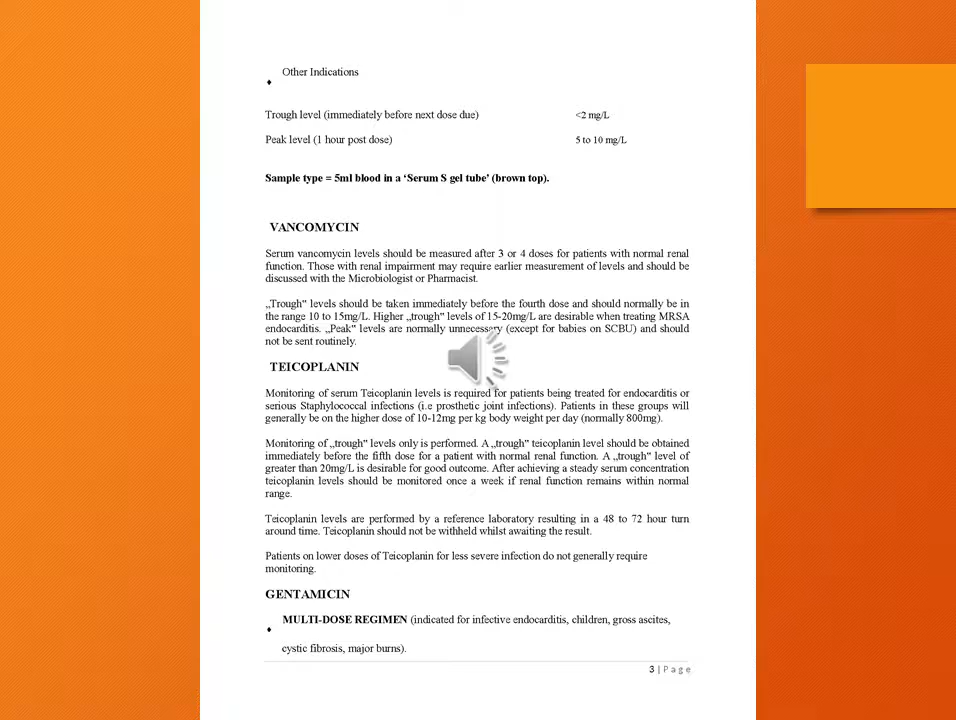 Other Indications
♦
Trough level (immediately before next dose due) <2 mg/L
Peak level (1 hour post dose) 5 to 10 mg/L
Sample type = 5ml blood in a ‘Serum S gel tube’ (brown top).
VANCOMYCIN
Serum vancomycin levels should be measured after 3 or 4 doses for patients with normal renal
function. Those with renal impairment may require earlier measurement of levels and should be
discussed with the Microbiologist or Pharmacist.
„Trough‟ levels should be taken immediately before the fourth dose and should normally be in
the range 10 to 15mg/L. Higher „trough‟ levels of 15-20mg/L are desirable when treating MRSA
endocarditis. „Peak‟ levels are normally unnecessary (except for babies on SCBU) and should
not be sent routinely.
TEICOPLANIN
Monitoring of serum Teicoplanin levels is required for patients being treated for endocarditis or
serious Staphylococcal infections (i.e prosthetic joint infections). Patients in these groups will
generally be on the higher dose of 10-12mg per kg body weight per day (normally 800mg).
Monitoring of „trough‟ levels only is performed. A „trough‟ teicoplanin level should be obtained
immediately before the fifth dose for a patient with normal renal function. A „trough‟ level of
greater than 20mg/L is desirable for good outcome. After achieving a steady serum concentration
teicoplanin levels should be monitored once a week if renal function remains within normal
range.
Teicoplanin levels are performed by a reference laboratory resulting in a 48 to 72 hour turn
around time. Teicoplanin should not be withheld whilst awaiting the result.
Patients on lower doses of Teicoplanin for less severe infection do not generally require
monitoring.
GENTAMICIN
MULTI-DOSE REGIMEN (indicated for infective endocarditis, children, gross ascites,
♦
cystic fibrosis, major burns).
3 | Page